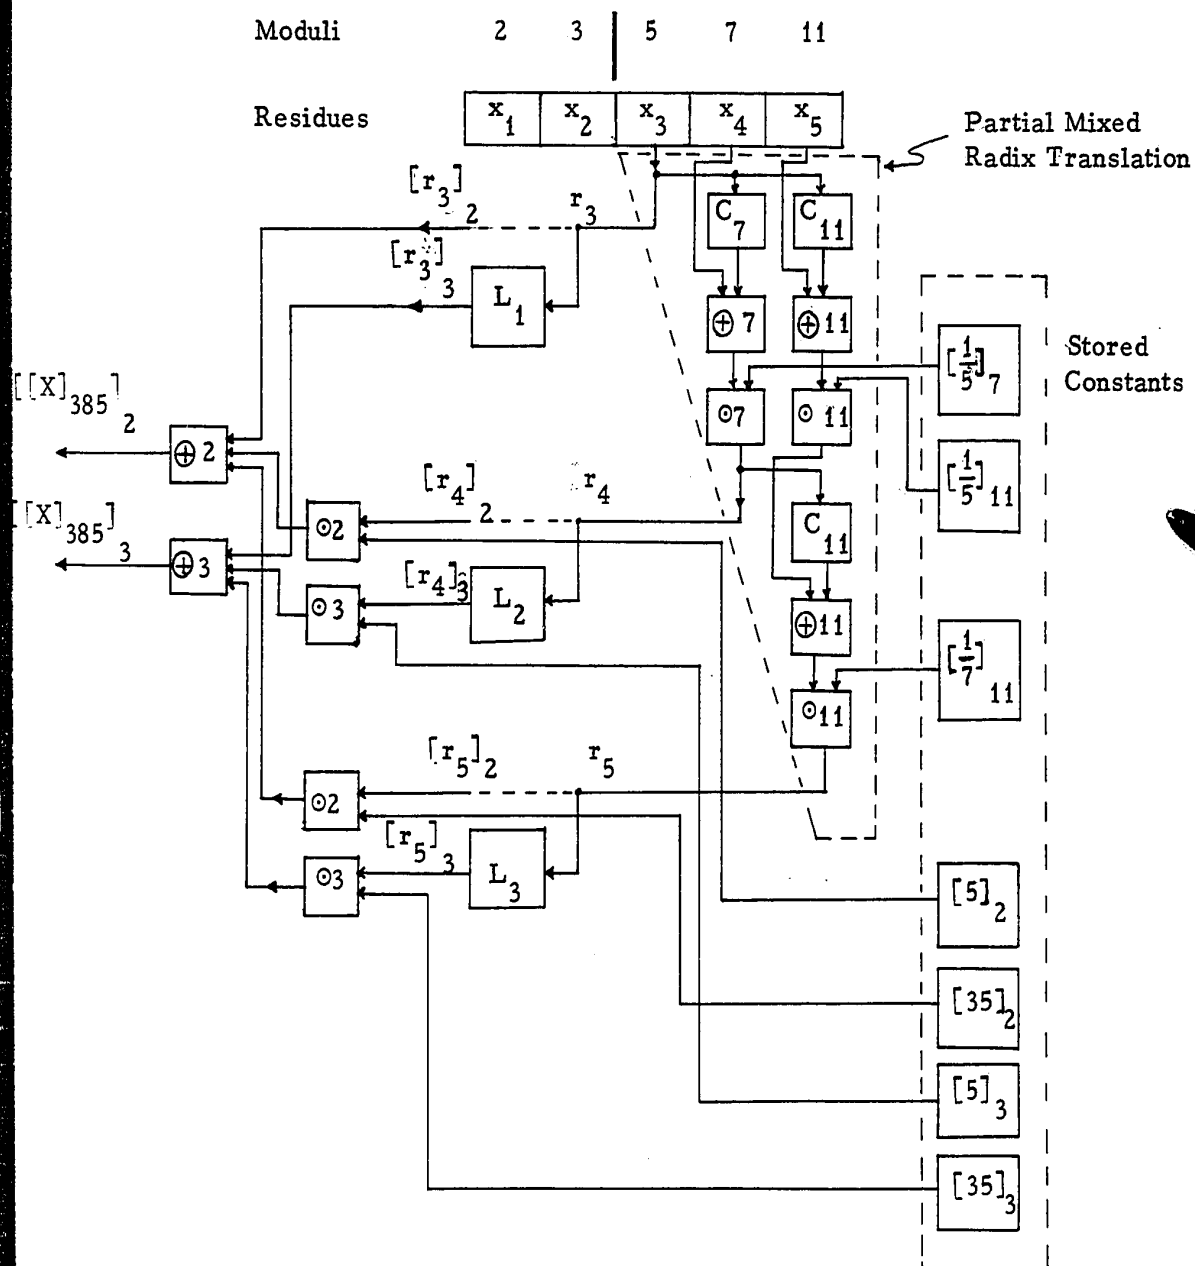 Moduli 2 3 5 7 11
Residues x1 x2 x3 x4 x5
Partial Mixed
Radix Translation
[r3]2 r3
C7 C11
[r3]3
L1
⊕ 7 ⊕ 11
[1/5]7
Stored
Constants
⊙7 ⊙ 11
[[X]385]2
⊕ 2
[1/5]11
[r4]2 r4
⊙2
C11
[[X]385]3
⊕3
[r4]3
L2
⊙3
⊕11
[1/7]11
⊙11
[r5]2 r5
⊙2
[r5]3
L3
⊙3
[5]2
[35]2
[5]3
[35]3